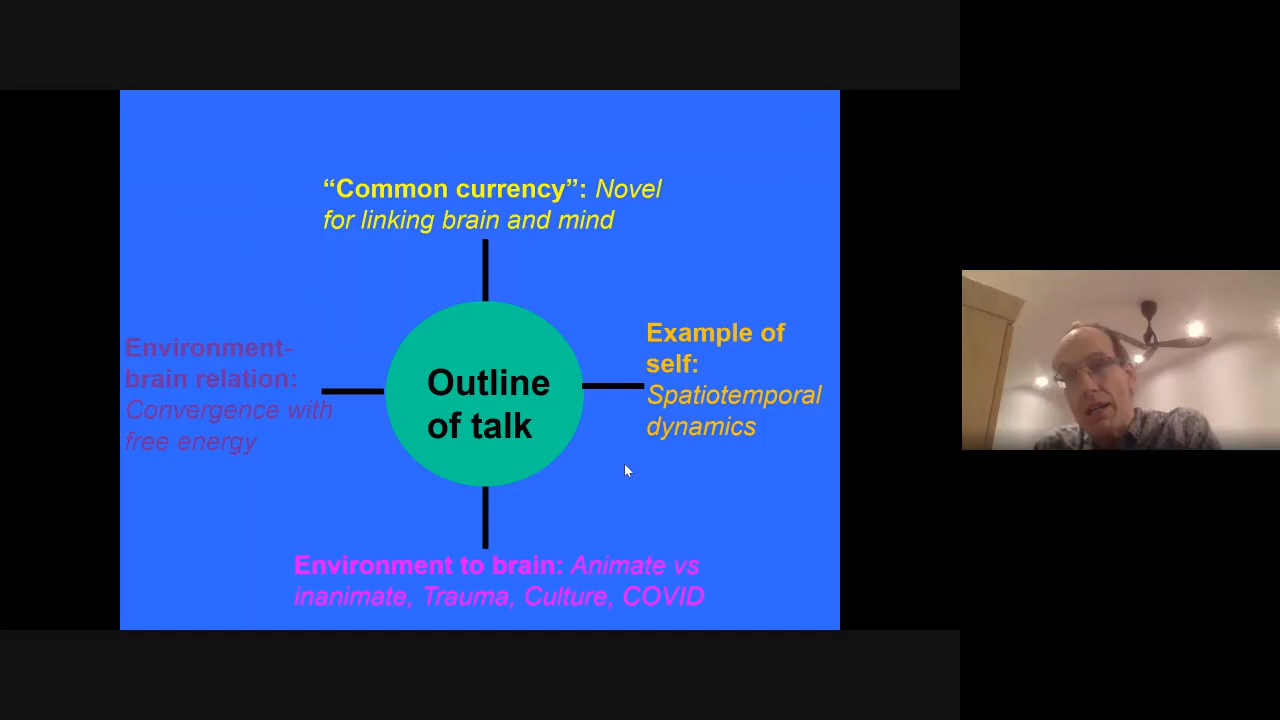 “Common currency”: Novel
for linking brain and mind
Environment-
brain relation:
Convergence with
free energy
Outline
of talk
Example of
self:
Spatiotemporal
dynamics
Environment to brain: Animate vs
inanimate, Trauma, Culture, COVID